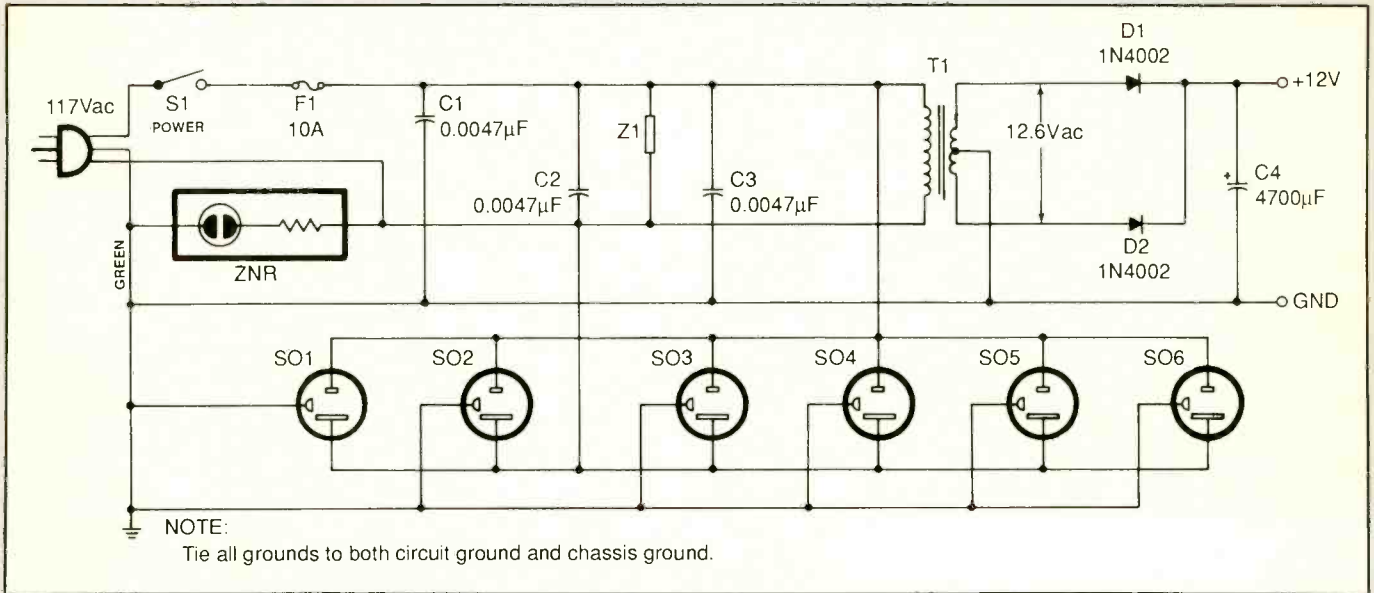 117Vac
S1
POWER
F1
10A
C1
0.0047µF
C2
0.0047µF
Z1
C3
0.0047µF
T1
12.6Vac
D1
1N4002
D2
1N4002
+12V
C4
+
4700µF
GND
GREEN
ZNR
SO1
SO2
SO3
SO4
SO5
SO6
NOTE:
Tie all grounds to both circuit ground and chassis ground.